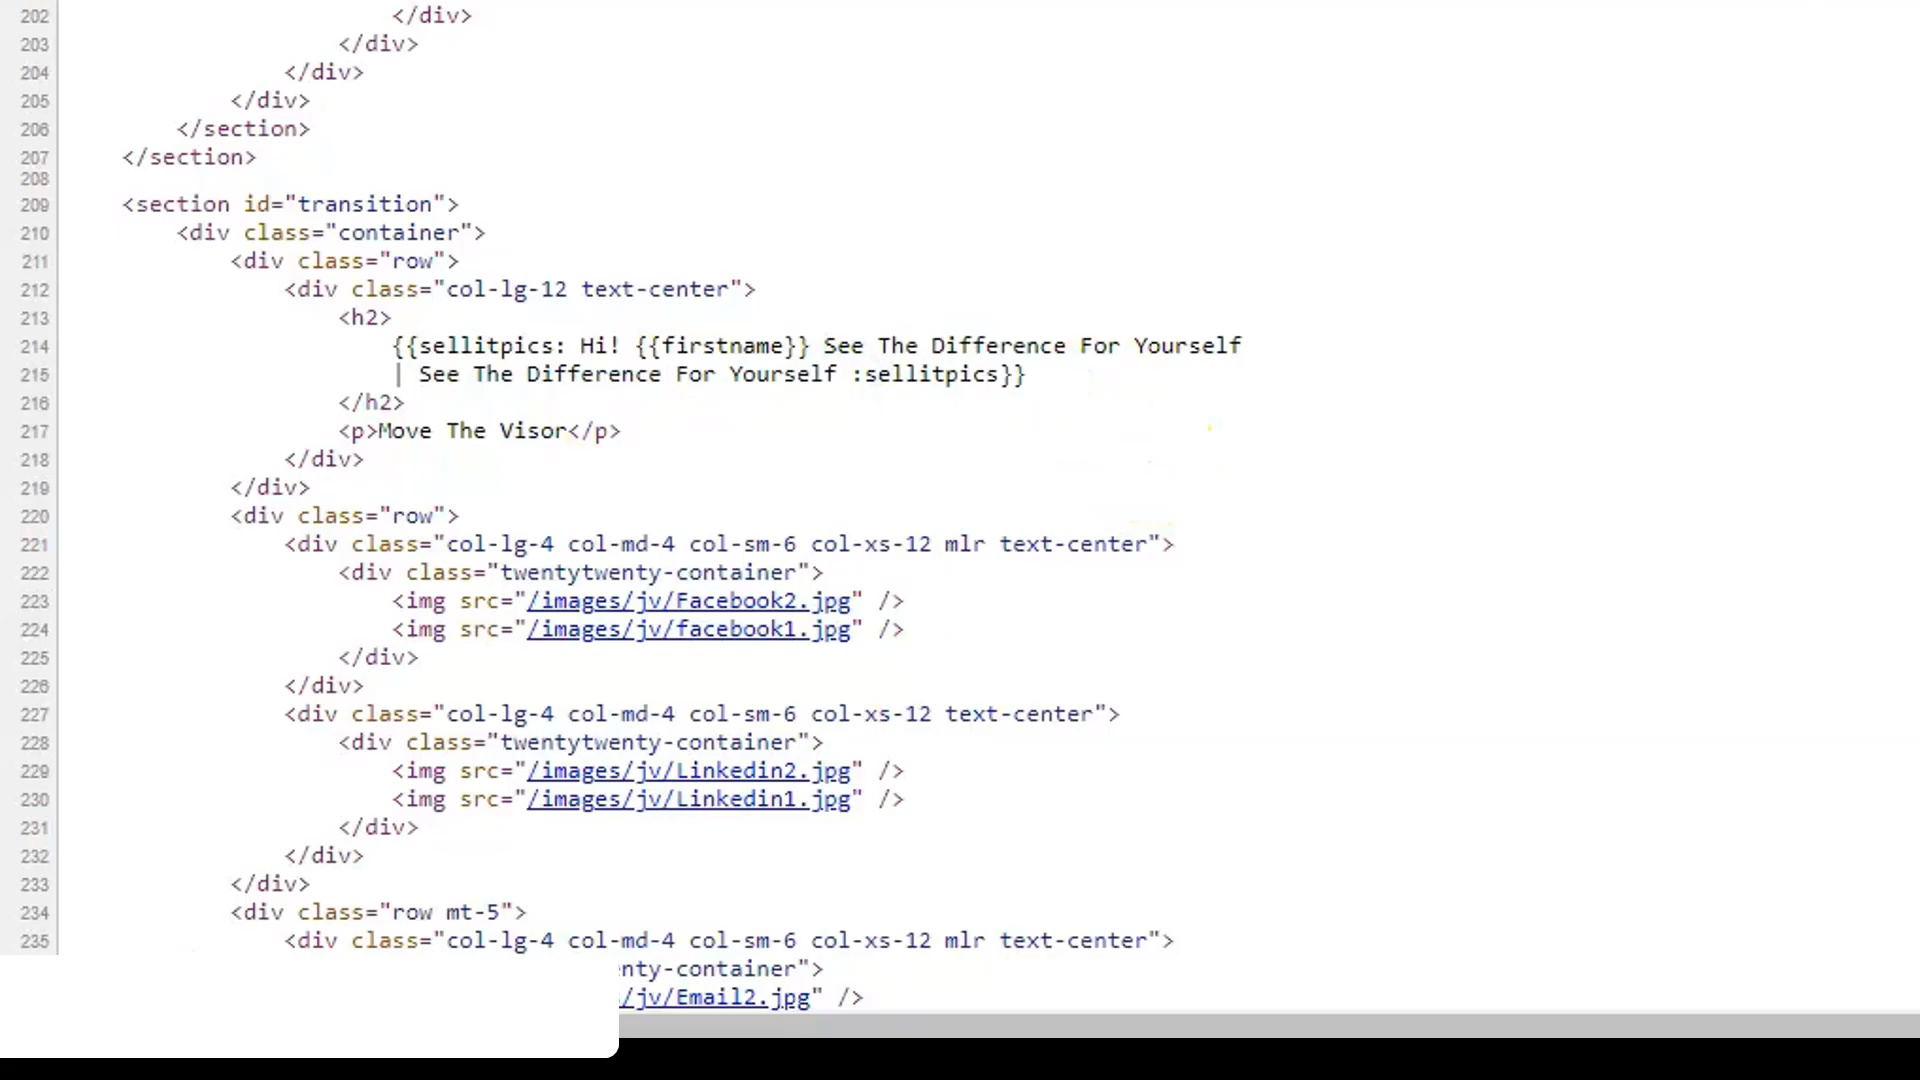 202 </div>
203 </div>
204 </div>
205 </div>
206 </section>
207 </section>
208
209 <section id="transition">
210 <div class="container">
211 <div class="row">
212 <div class="col-lg-12 text-center">
213 <h2>
214 {{sellitpics: Hi! {{firstname}} See The Difference For Yourself
215 | See The Difference For Yourself :sellitpics}}
216 </h2>
217 <p>Move The Visor</p>
218 </div>
219 </div>
220 <div class="row">
221 <div class="col-lg-4 col-md-4 col-sm-6 col-xs-12 mlr text-center">
222 <div class="twentytwenty-container">
223 <img src="/images/jv/Facebook2.jpg" />
224 <img src="/images/jv/facebook1.jpg" />
225 </div>
226 </div>
227 <div class="col-lg-4 col-md-4 col-sm-6 col-xs-12 text-center">
228 <div class="twentytwenty-container">
229 <img src="/images/jv/Linkedin2.jpg" />
230 <img src="/images/jv/Linkedin1.jpg" />
231 </div>
232 </div>
233 </div>
234 <div class="row mt-5">
235 <div class="col-lg-4 col-md-4 col-sm-6 col-xs-12 mlr text-center">
nty-container">
/jv/Email2.jpg" />